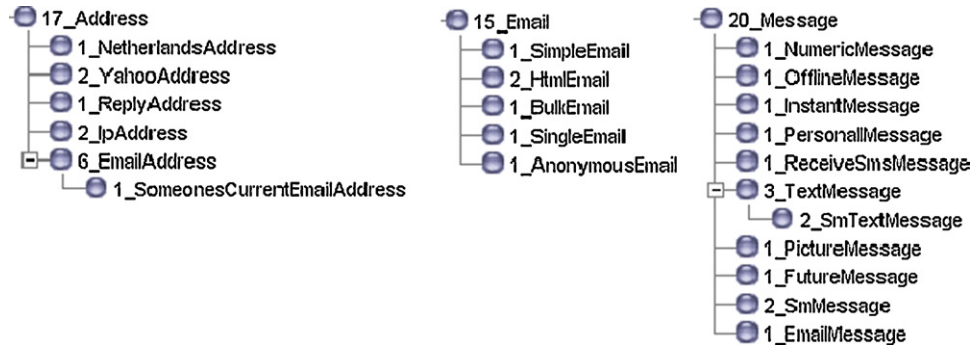 17_Address
1_NetherlandsAddress
2_YahooAddress
1_ReplyAddress
2_IpAddress
6_EmailAddress
1_SomeonesCurrentEmailAddress
15_Email
1_SimpleEmail
2_HtmlEmail
1_BulkEmail
1_SingleEmail
1_AnonymousEmail
20_Message
1_NumericMessage
1_OfflineMessage
1_InstantMessage
1_PersonalMessage
1_ReceiveSmsMessage
3_TextMessage
2_SmTextMessage
1_PictureMessage
1_FutureMessage
2_SmMessage
1_EmailMessage